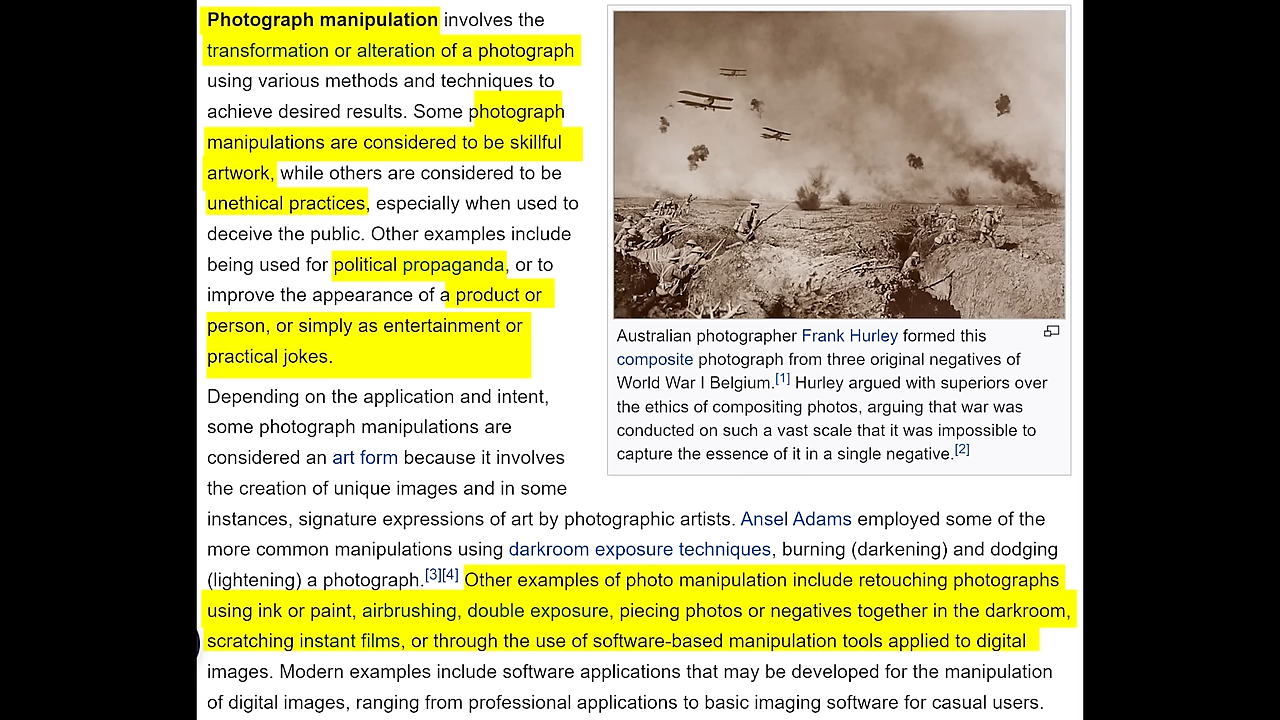 Photograph manipulation involves the
transformation or alteration of a photograph
using various methods and techniques to
achieve desired results. Some photograph
manipulations are considered to be skillful
artwork, while others are considered to be
unethical practices, especially when used to
deceive the public. Other examples include
being used for political propaganda, or to
improve the appearance of a product or
person, or simply as entertainment or
practical jokes.
Australian photographer Frank Hurley formed this
composite photograph from three original negatives of
World War I Belgium.[1] Hurley argued with superiors over
the ethics of compositing photos, arguing that war was
conducted on such a vast scale that it was impossible to
capture the essence of it in a single negative.[2]
Depending on the application and intent,
some photograph manipulations are
considered an art form because it involves
the creation of unique images and in some
instances, signature expressions of art by photographic artists. Ansel Adams employed some of the
more common manipulations using darkroom exposure techniques, burning (darkening) and dodging
(lightening) a photograph.[3][4] Other examples of photo manipulation include retouching photographs
using ink or paint, airbrushing, double exposure, piecing photos or negatives together in the darkroom,
scratching instant films, or through the use of software-based manipulation tools applied to digital
images. Modern examples include software applications that may be developed for the manipulation
of digital images, ranging from professional applications to basic imaging software for casual users.